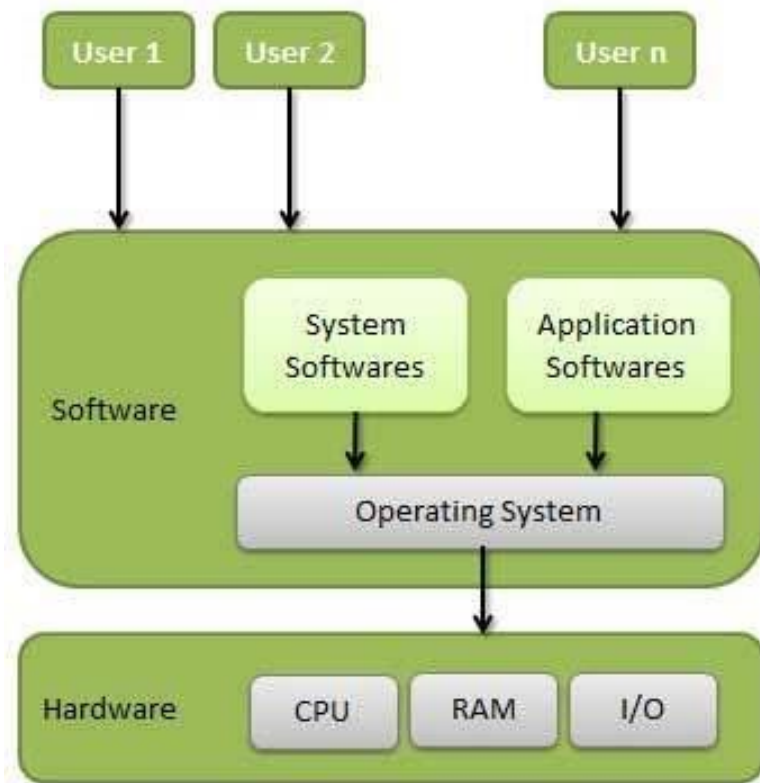 User 1
User 2
User n
System
Softwares
Application
Softwares
Software
Operating System
Hardware
CPU
RAM
I/O